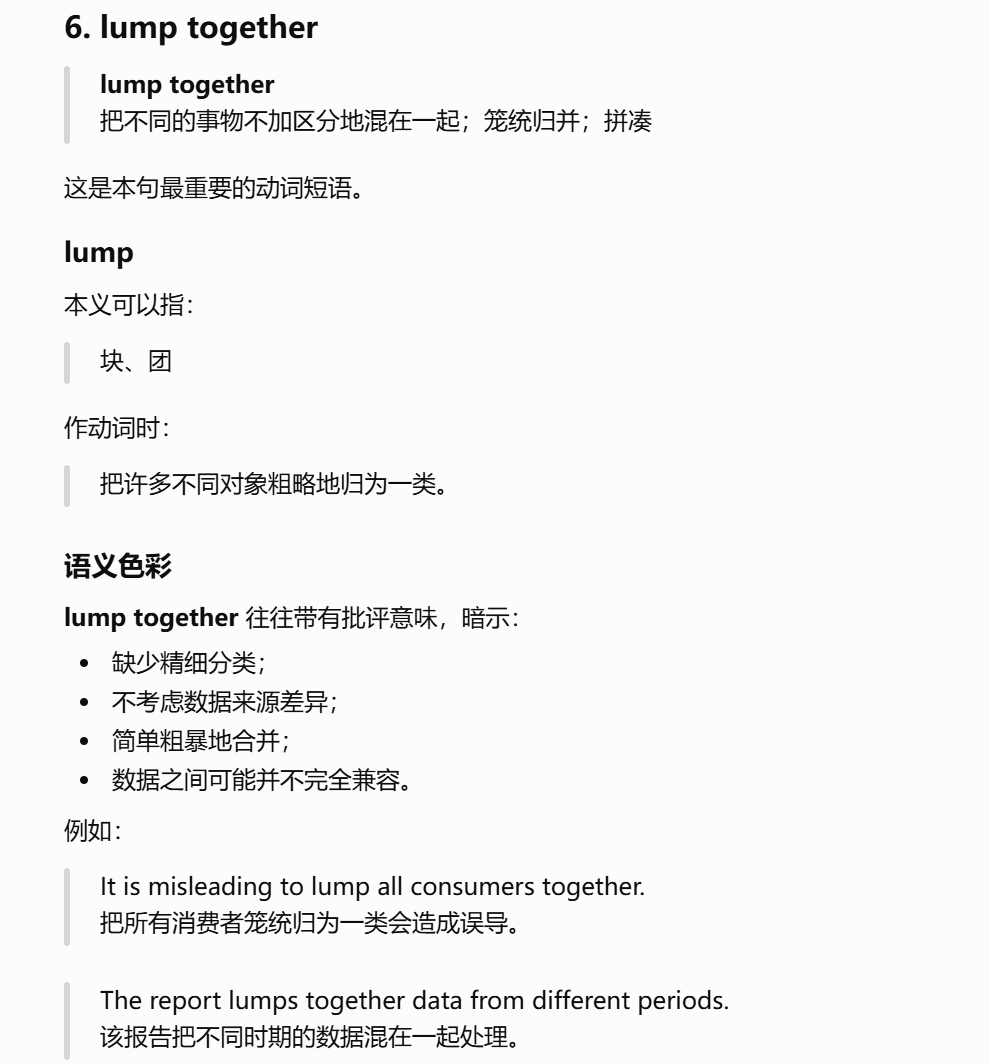 6. lump together
lump together
把不同的事物不加区分地混在一起；笼统归并；拼凑
这是本句最重要的动词短语。
lump
本义可以指：
块、团
作动词时：
把许多不同对象粗略地归为一类。
语义色彩
lump together 往往带有批评意味，暗示：
• 缺少精细分类；
• 不考虑数据来源差异；
• 简单粗暴地合并；
• 数据之间可能并不完全兼容。
例如：
It is misleading to lump all consumers together.
把所有消费者笼统归为一类会造成误导。
The report lumps together data from different periods.
该报告把不同时期的数据混在一起处理。